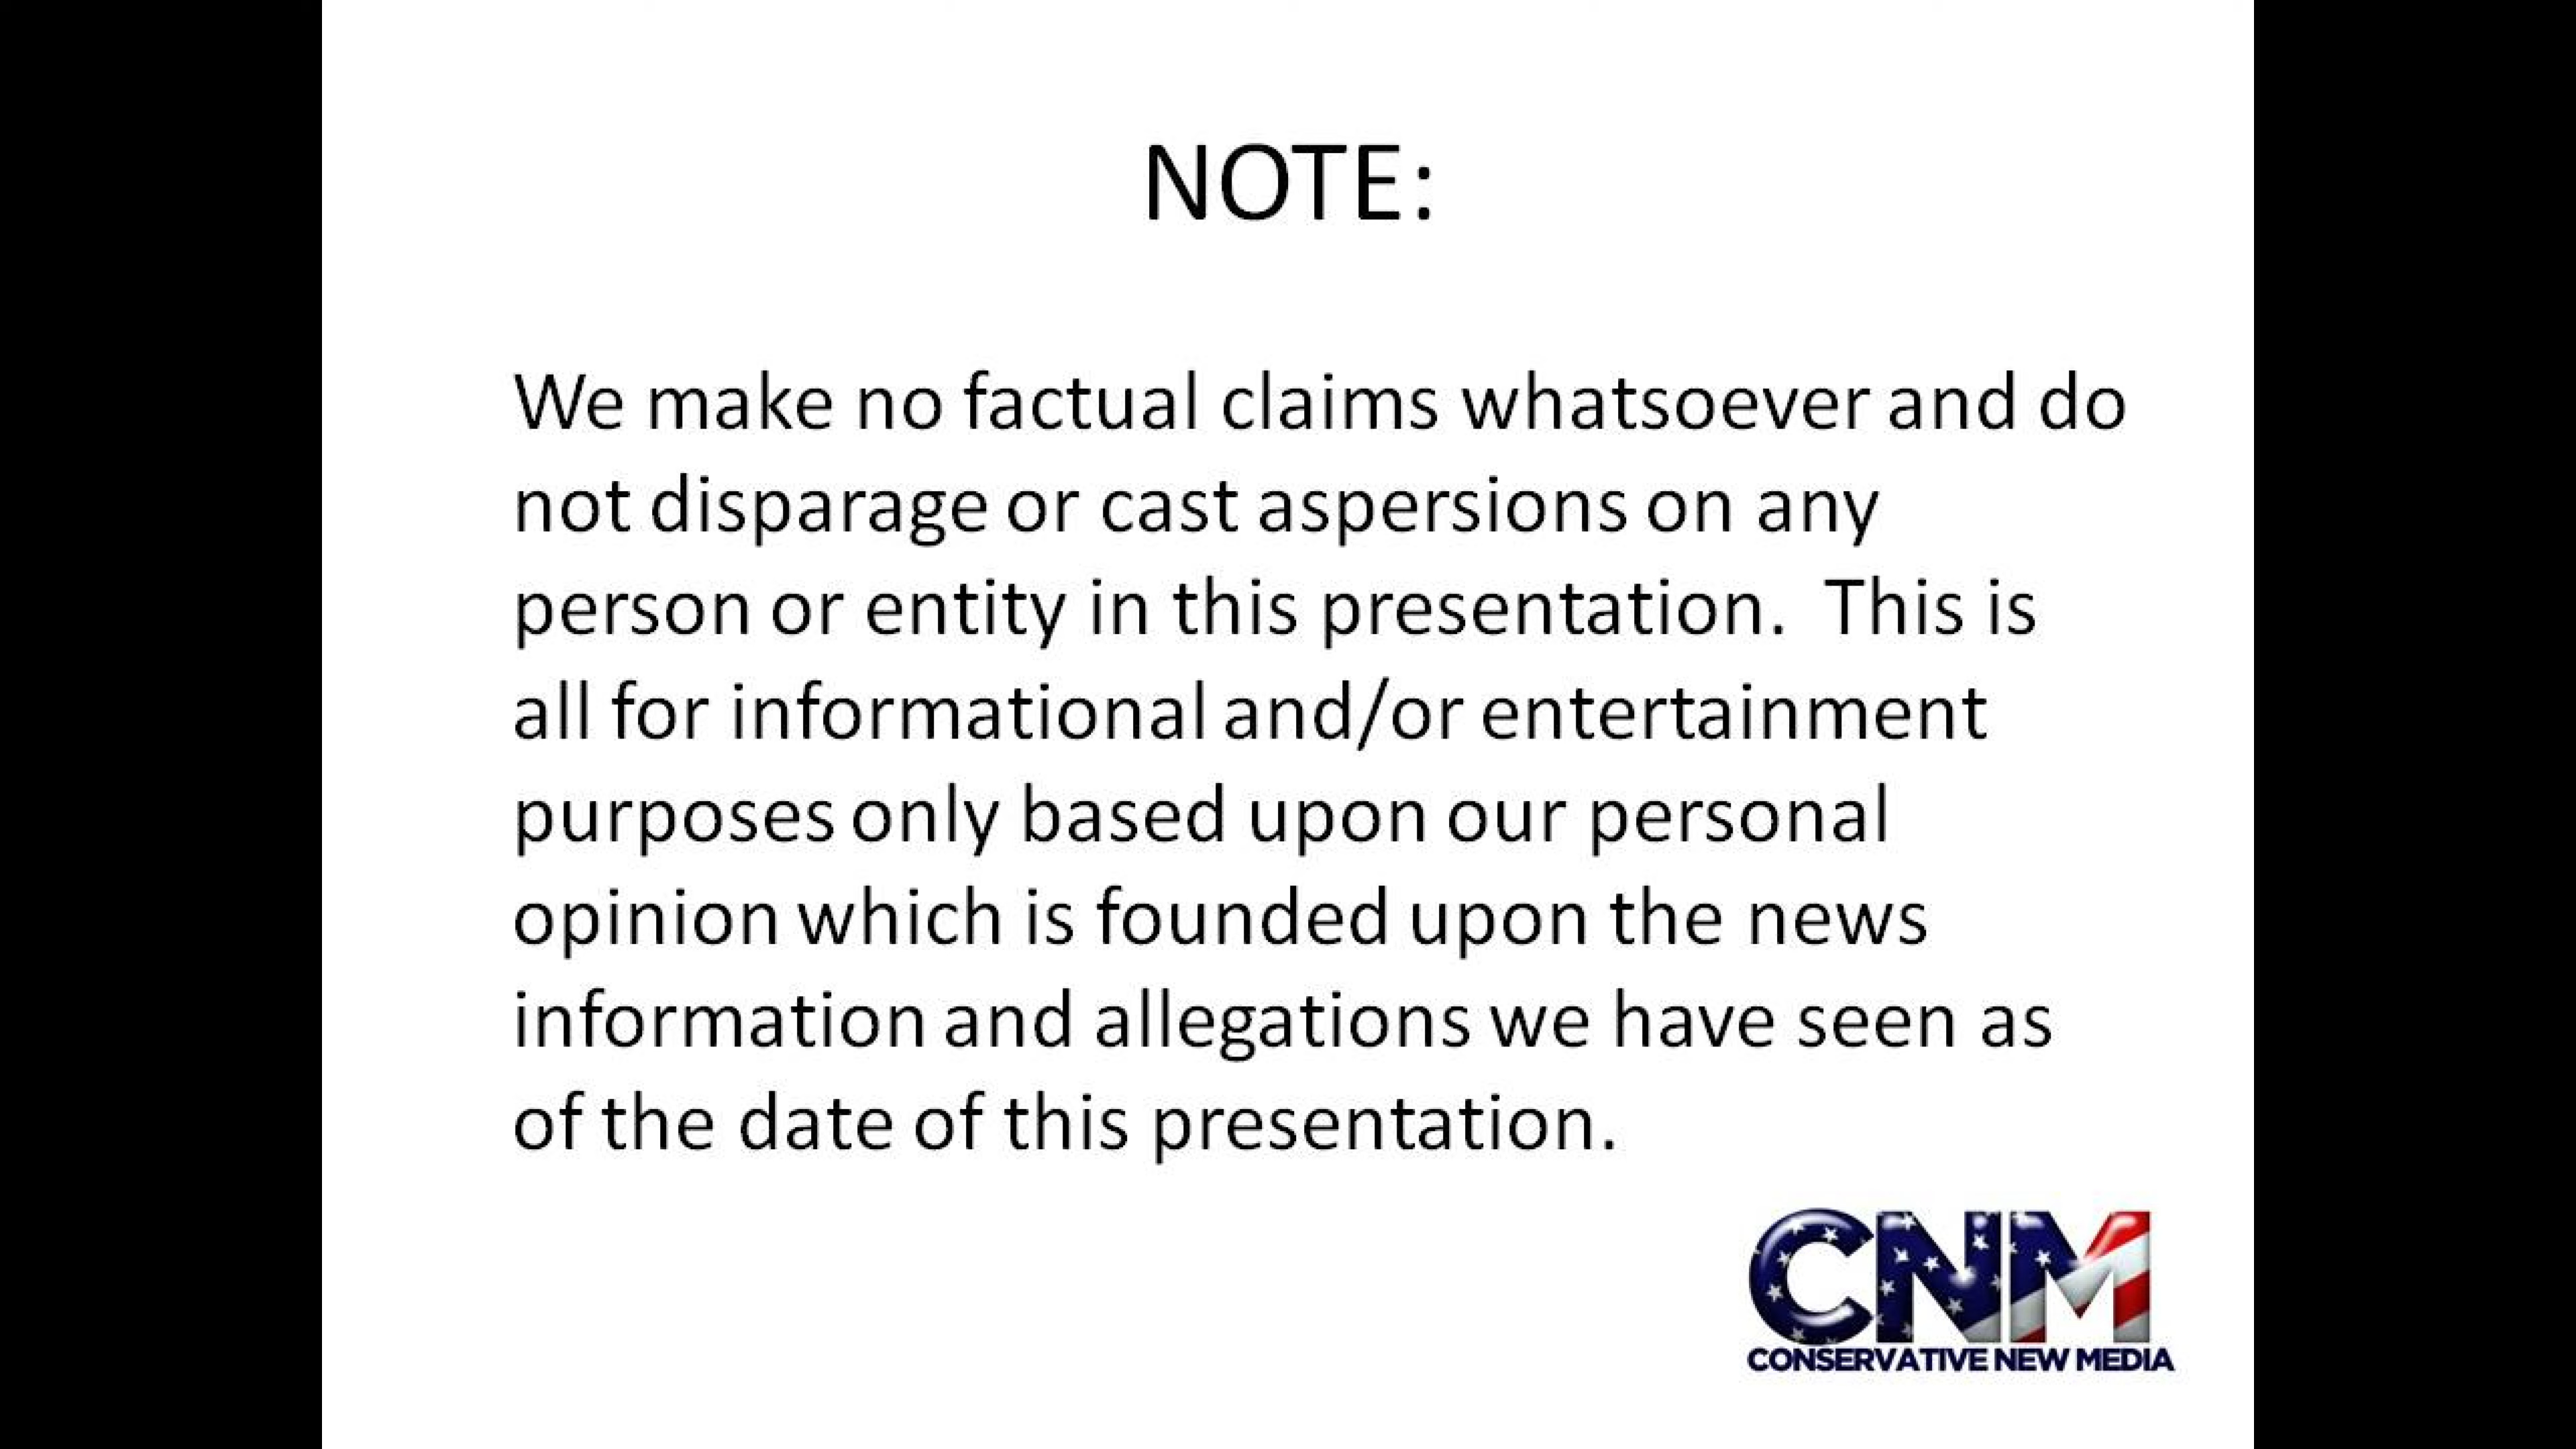 NOTE:
We make no factual claims whatsoever and do
not disparage or cast aspersions on any
person or entity in this presentation.  This is
all for informational and/or entertainment
purposes only based upon our personal
opinion which is founded upon the news
information and allegations we have seen as
of the date of this presentation.
CNM
CONSERVATIVE NEW MEDIA